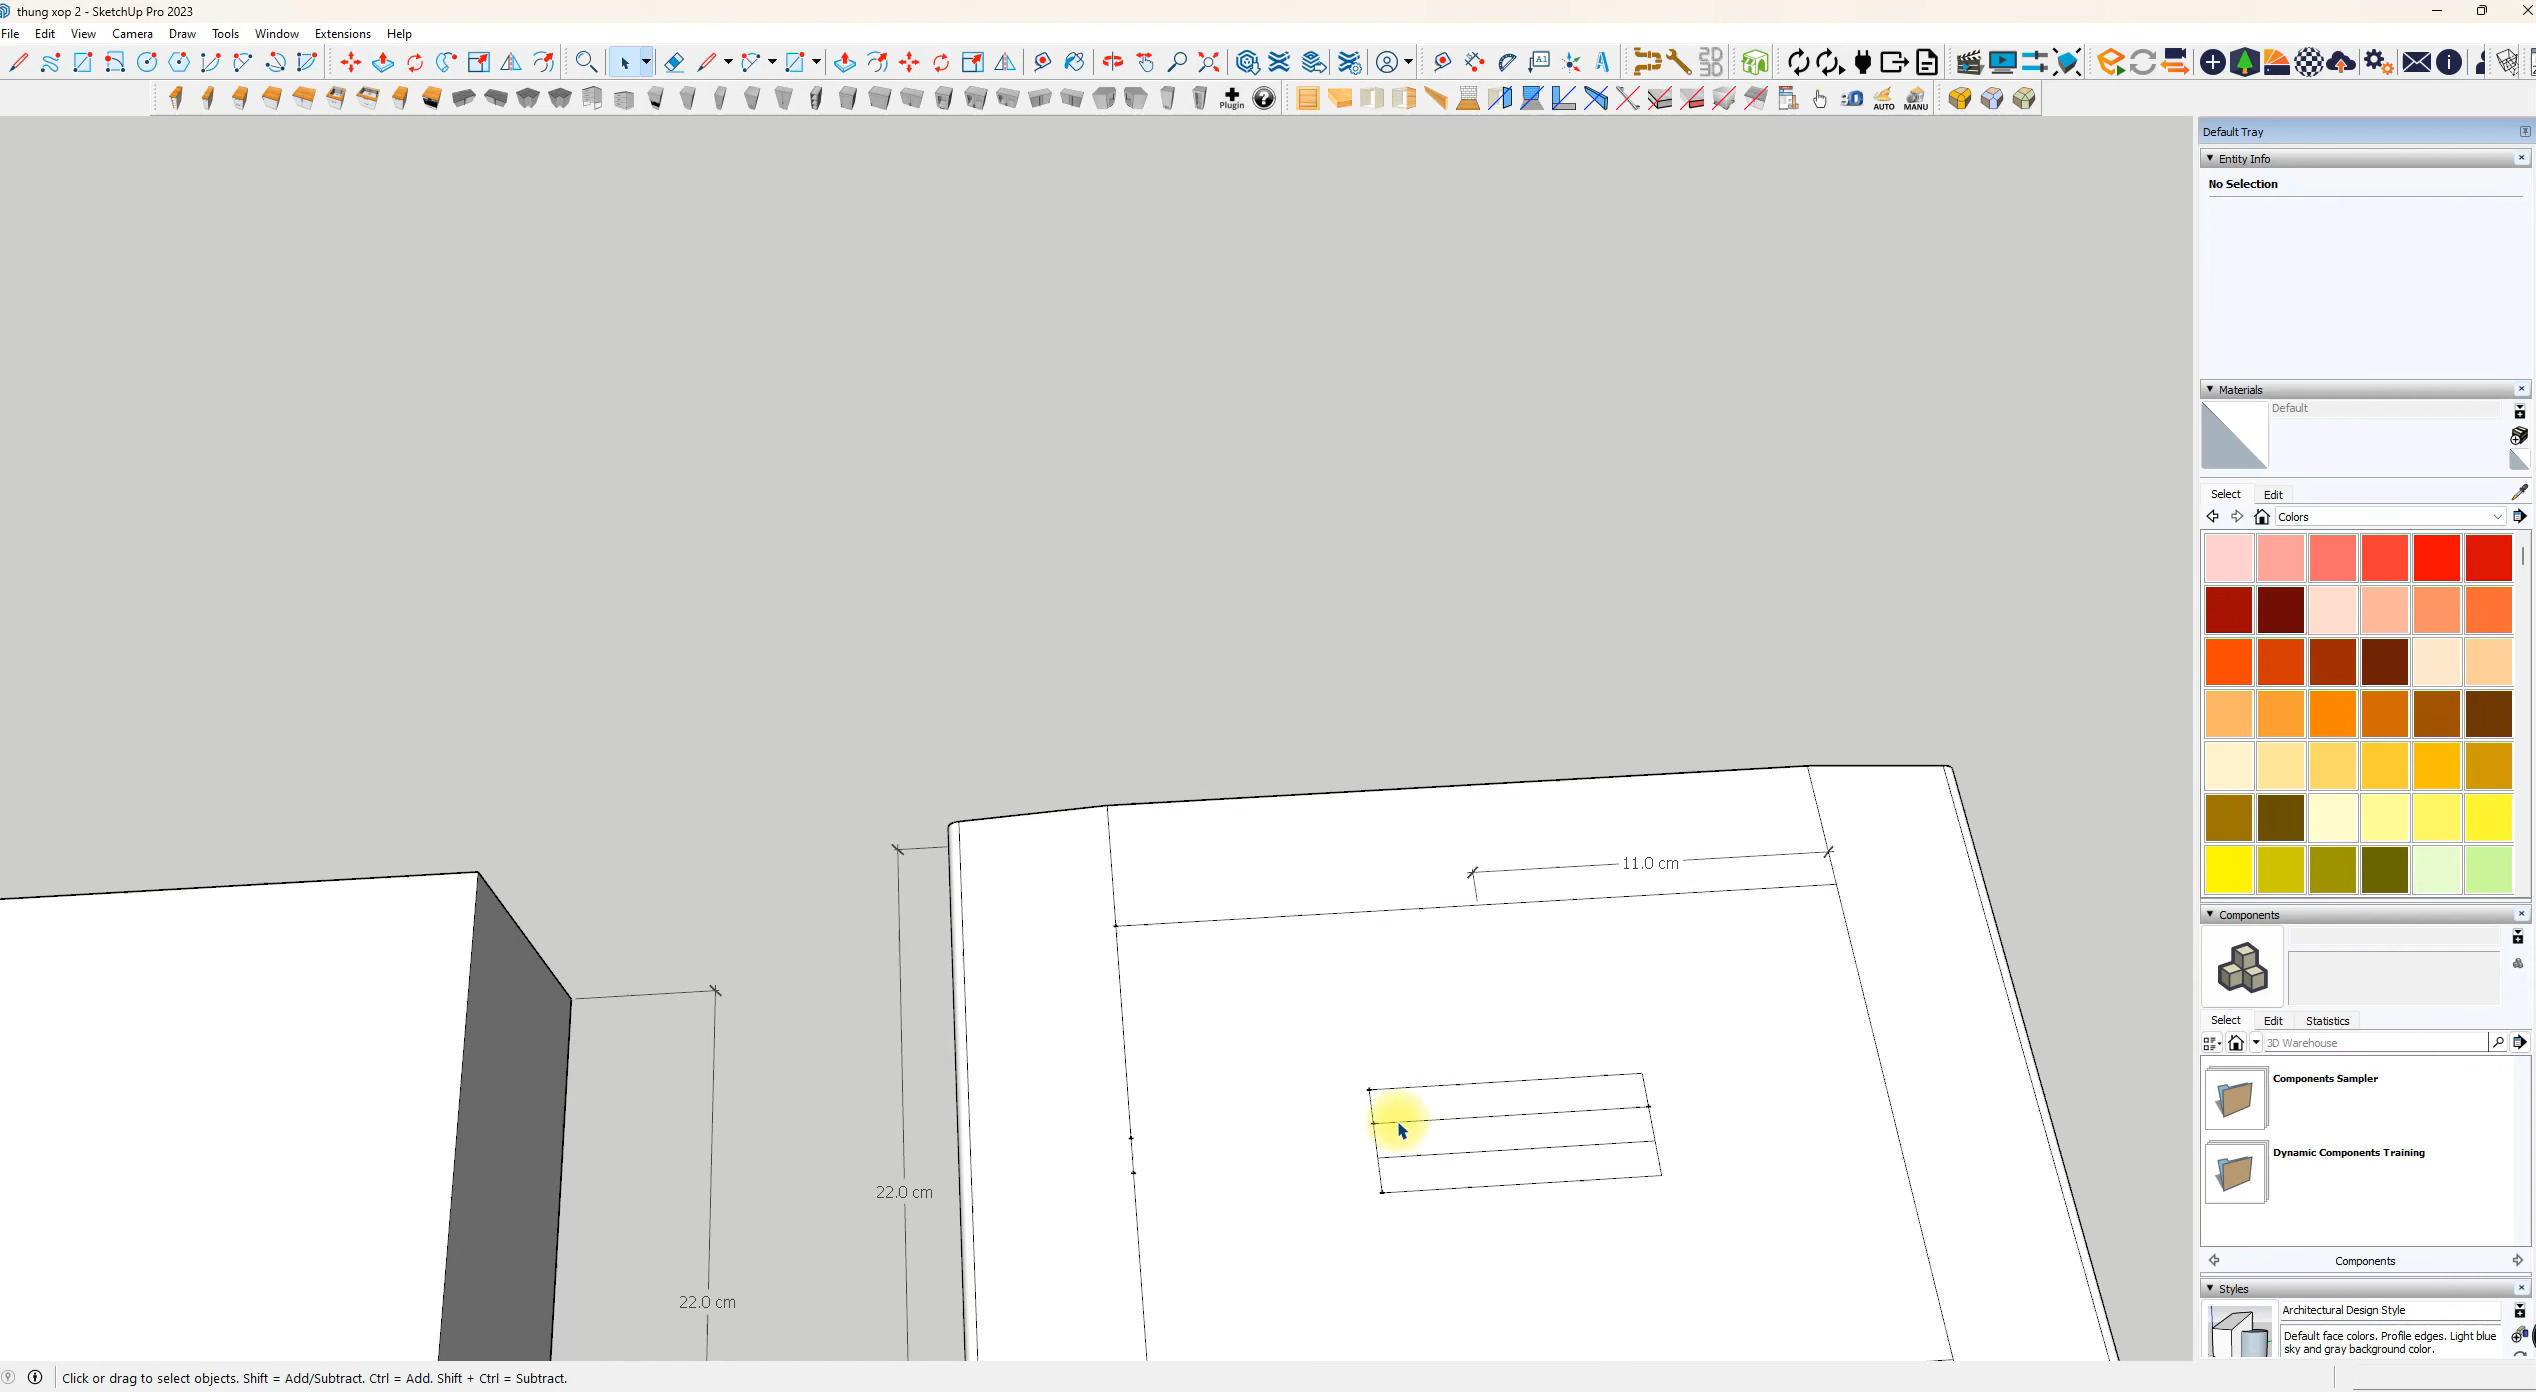 thung xop 2 - SketchUp Pro 2023
File Edit View Camera Draw Tools Window Extensions Help
A1
2D
3D
Plugin
AUTO
MANU
Default Tray
Entity Info
No Selection
Materials
Default
Select Edit
Colors
11.0 cm
22.0 cm
22.0 cm
Components
Select Edit Statistics
3D Warehouse
Components Sampler
Dynamic Components Training
Components
Styles
Architectural Design Style
Default face colors. Profile edges. Light blue
sky and gray background color.
Click or drag to select objects. Shift = Add/Subtract. Ctrl = Add. Shift + Ctrl = Subtract.